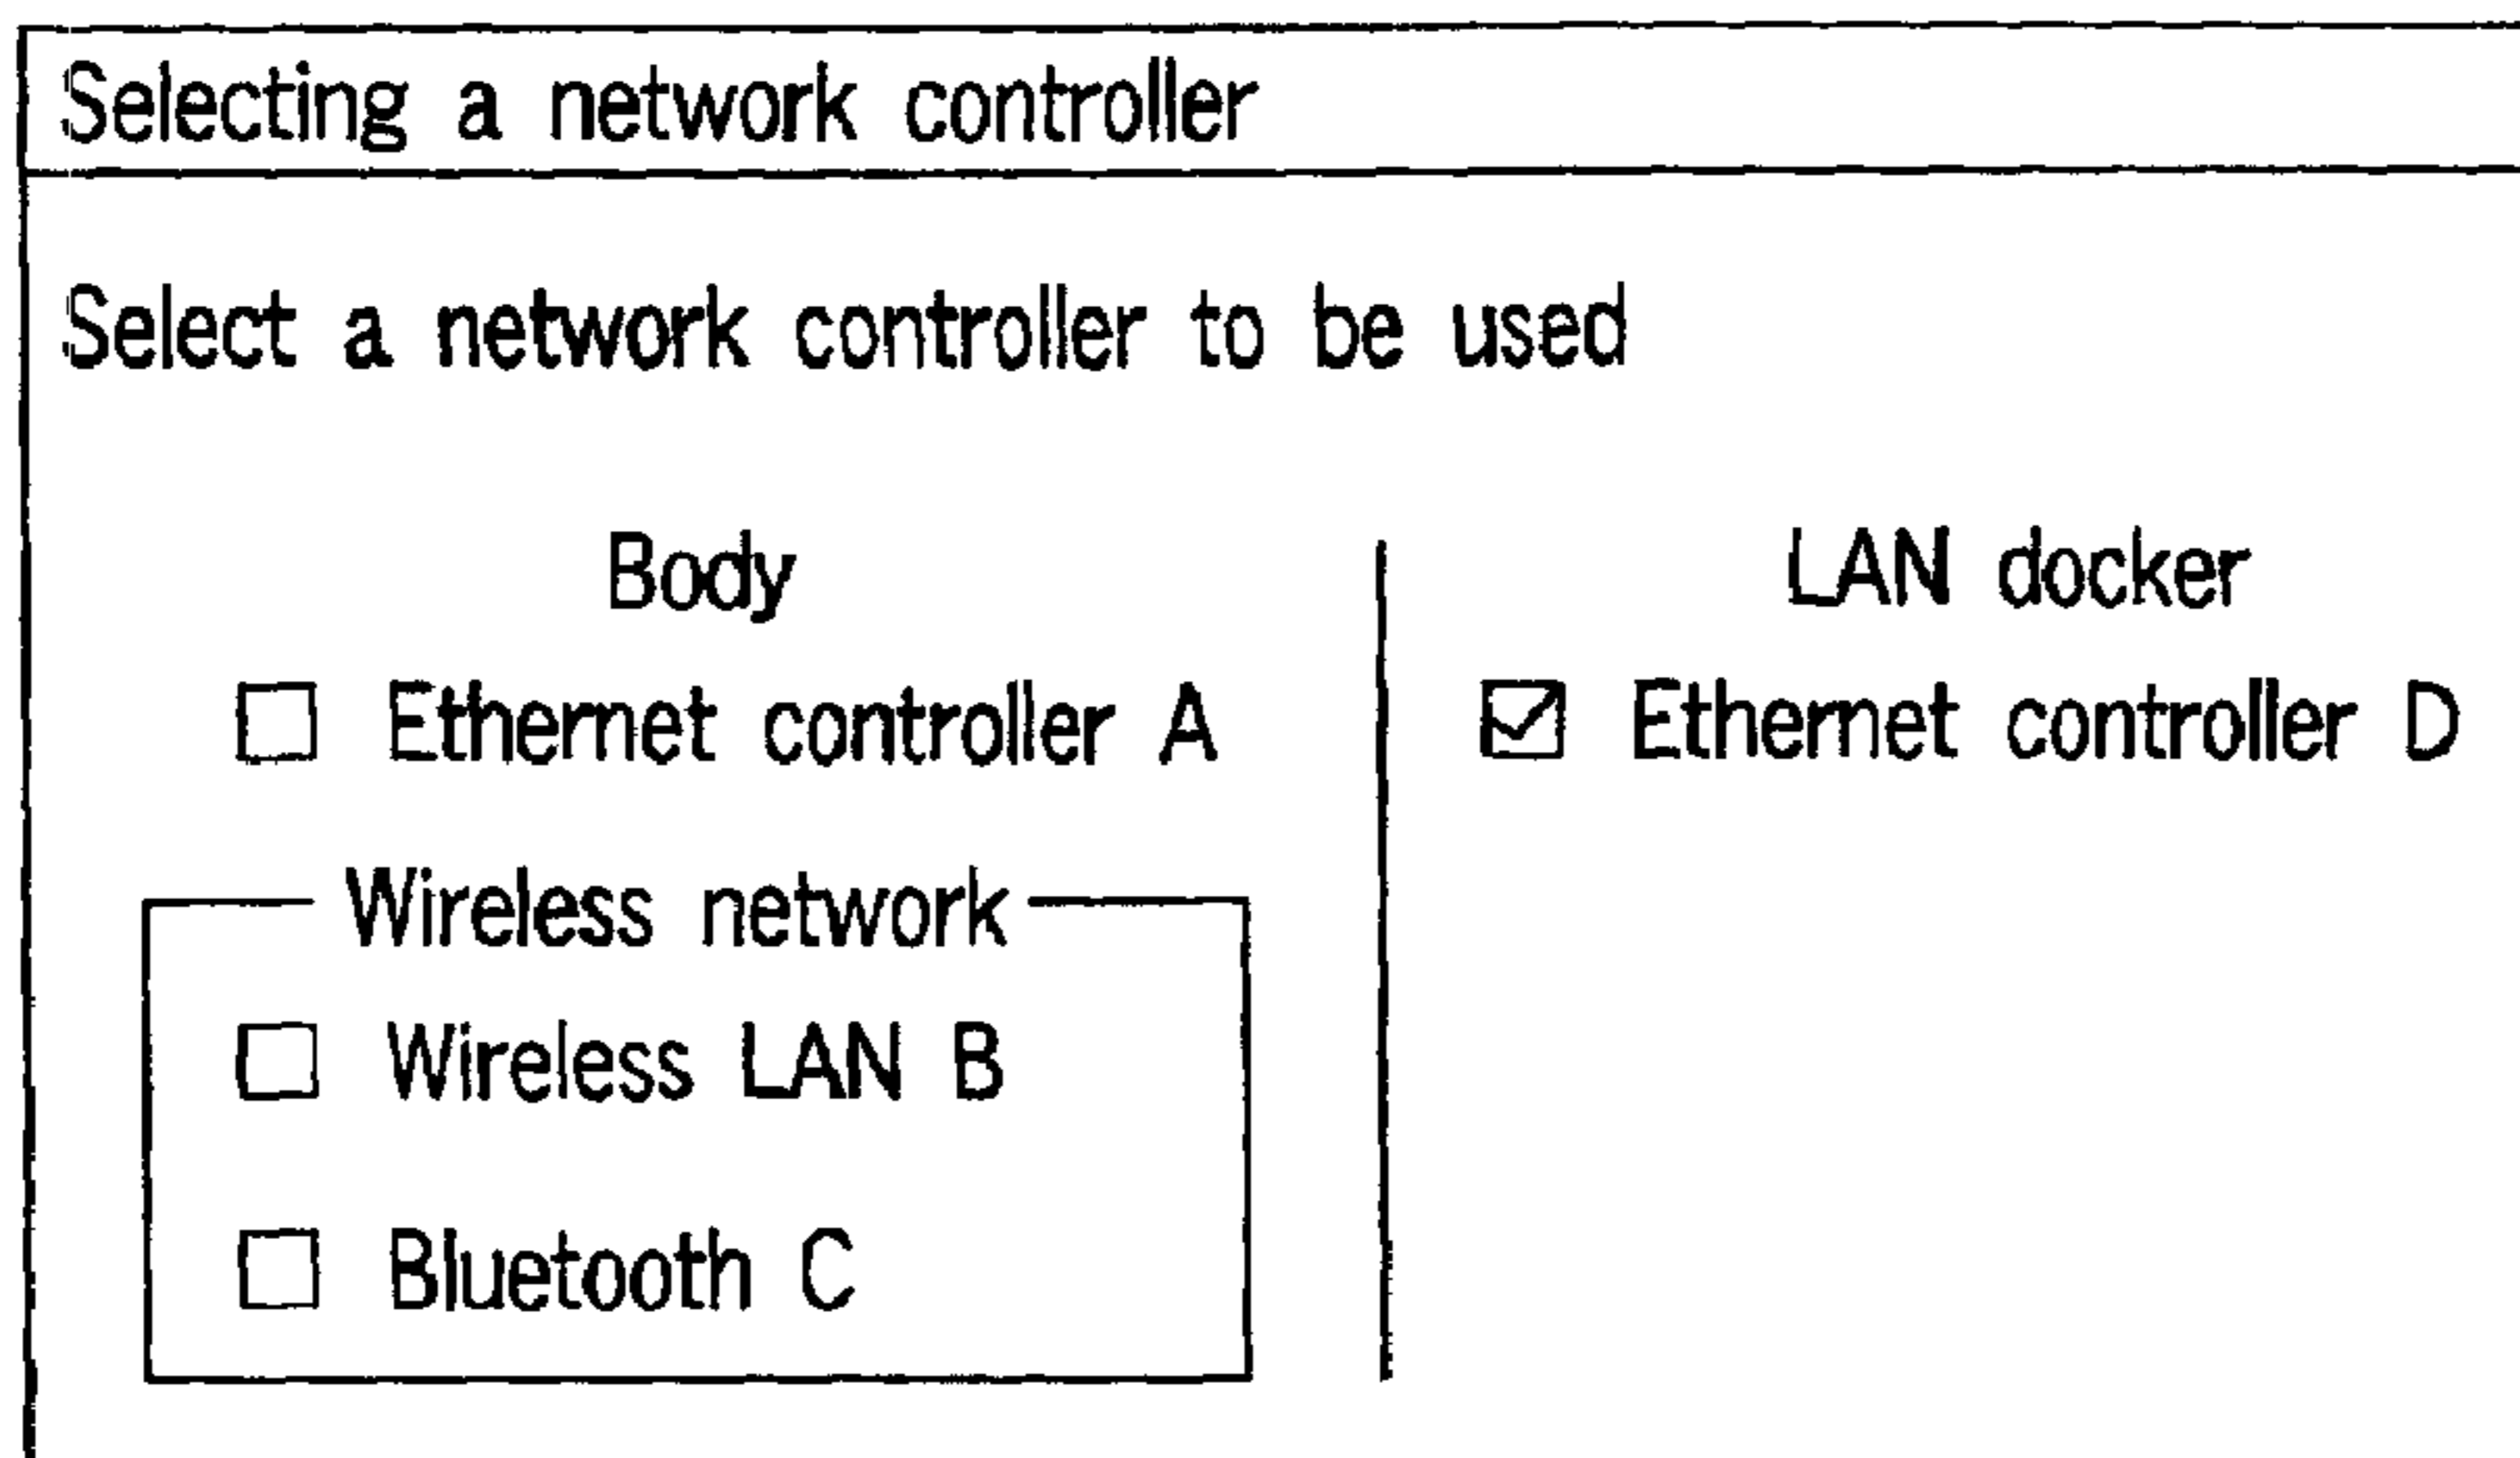 Selecting a network controller
Select a network controller to be used
Body
Ethernet controller A
Wireless network
Wireless LAN B
Bluetooth C
LAN docker
Ethernet controller D